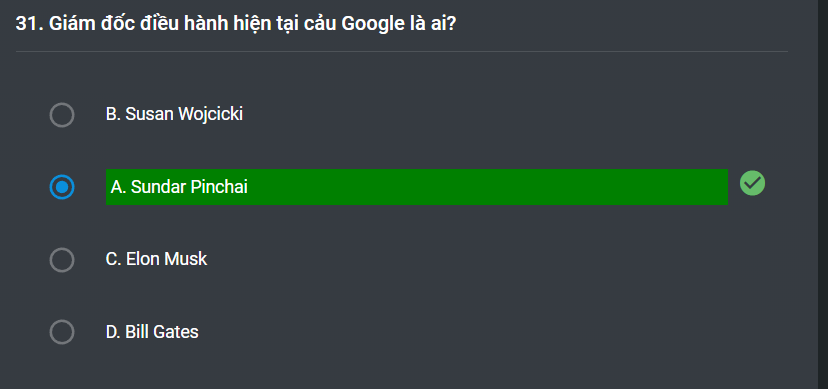 31. Giám đốc điều hành hiện tại cảu Google là ai?
B. Susan Wojcicki
A. Sundar Pinchai
C. Elon Musk
D. Bill Gates